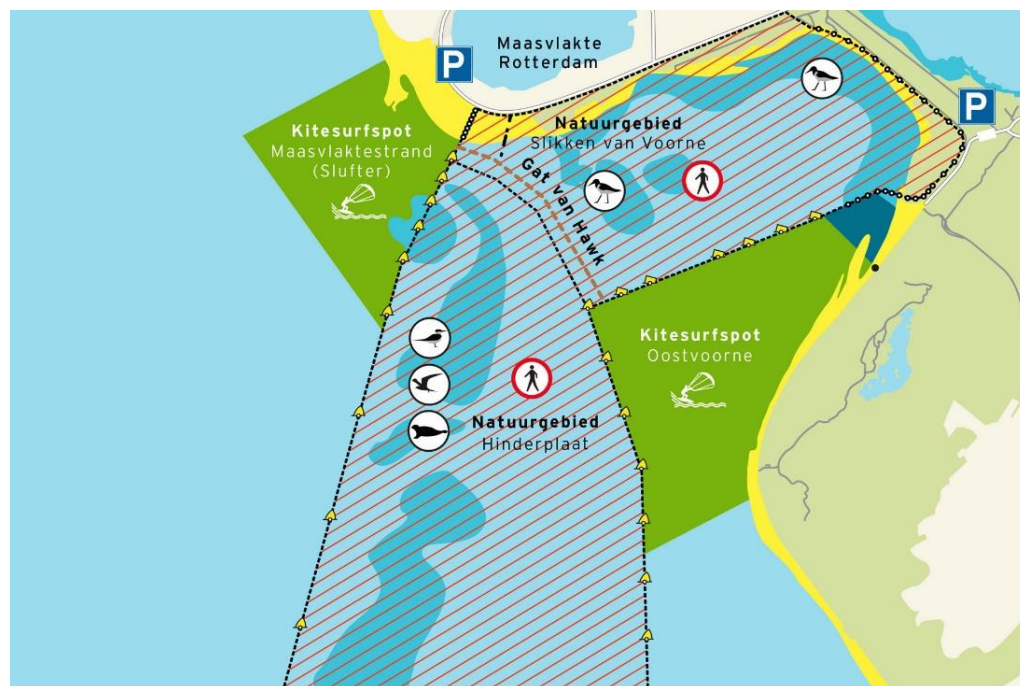 P
Maasvlakte
Rotterdam
P
Kitesurfspot
Maasvlaktestrand
(Slufter)
Natuurgebied
Slikken van Voorne
Gat van Hawk
Kitesurfspot
Oostvoorne
Natuurgebied
Hinderplaat